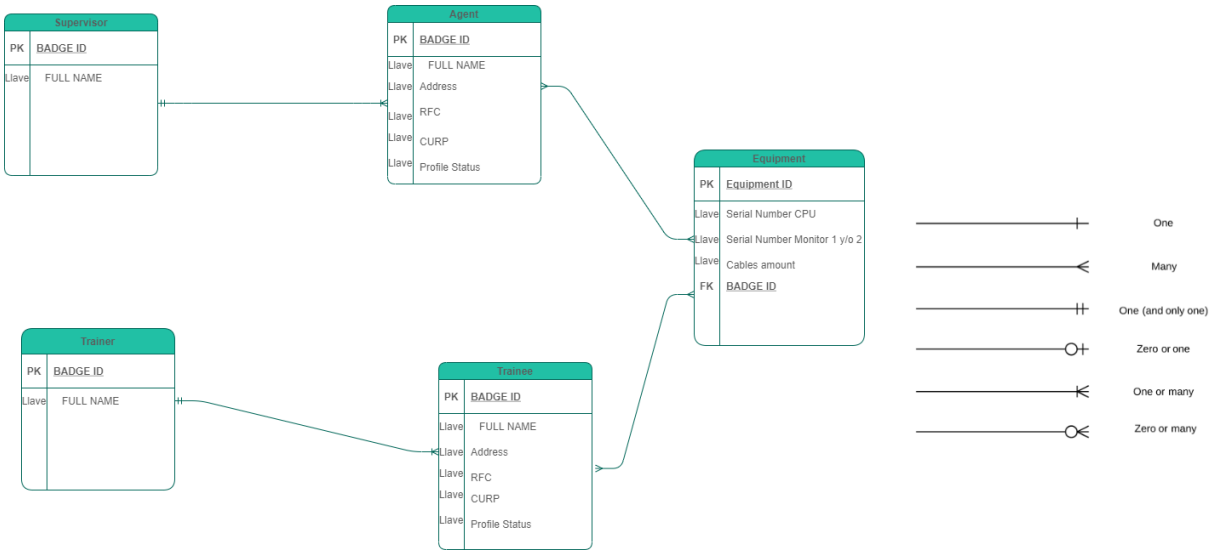 Supervisor
PK BADGE ID
Llave FULL NAME
Agent
PK BADGE ID
Llave FULL NAME
Llave Address
Llave RFC
Llave CURP
Llave Profile Status
Equipment
PK Equipment ID
Llave Serial Number CPU
Llave Serial Number Monitor 1 y/o 2
Llave Cables amount
FK BADGE ID
Trainer
PK BADGE ID
Llave FULL NAME
Trainee
PK BADGE ID
Llave FULL NAME
Llave Address
Llave RFC
Llave CURP
Llave Profile Status
One
Many
One (and only one)
Zero or one
One or many
Zero or many